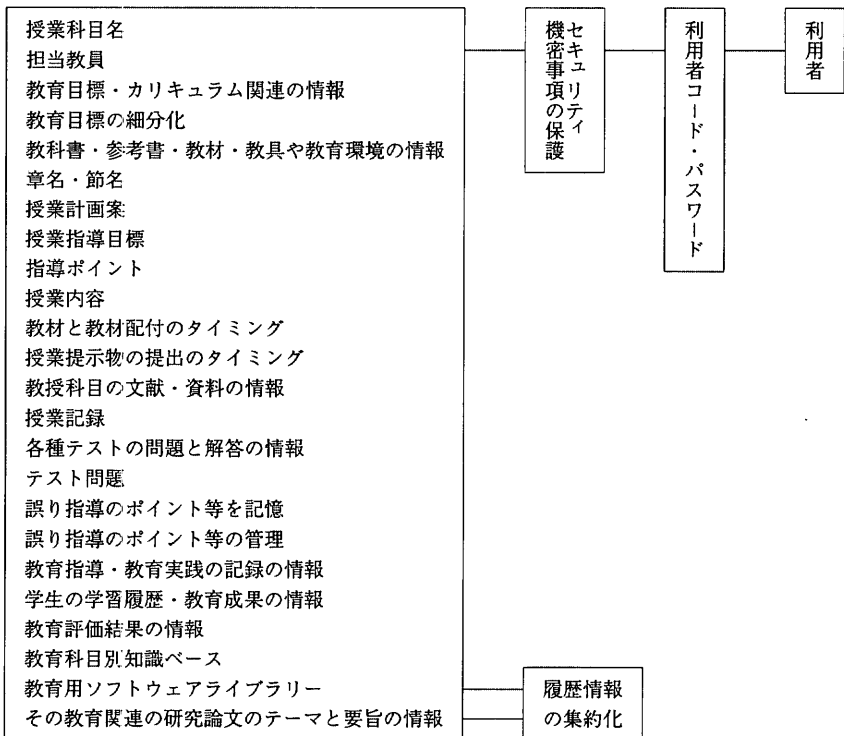 授業科目名
担当教員
教育目標・カリキュラム関連の情報
教育目標の細分化
教科書・参考書・教材・教具や教育環境の情報
章名・節名
授業計画案
授業指導目標
指導ポイント
授業内容
教材と教材配付のタイミング
授業提示物の提出のタイミング
教授科目の文献・資料の情報
授業記録
各種テストの問題と解答の情報
テスト問題
誤り指導のポイント等を記憶
誤り指導のポイント等の管理
教育指導・教育実践の記録の情報
学生の学習履歴・教育成果の情報
教育評価結果の情報
教育科目別知識ベース
教育用ソフトウェアライブラリー
その教育関連の研究論文のテーマと要旨の情報
セキュリティ
機密事項の保護
利用者コード・パスワード
利用者
履歴情報
の集約化